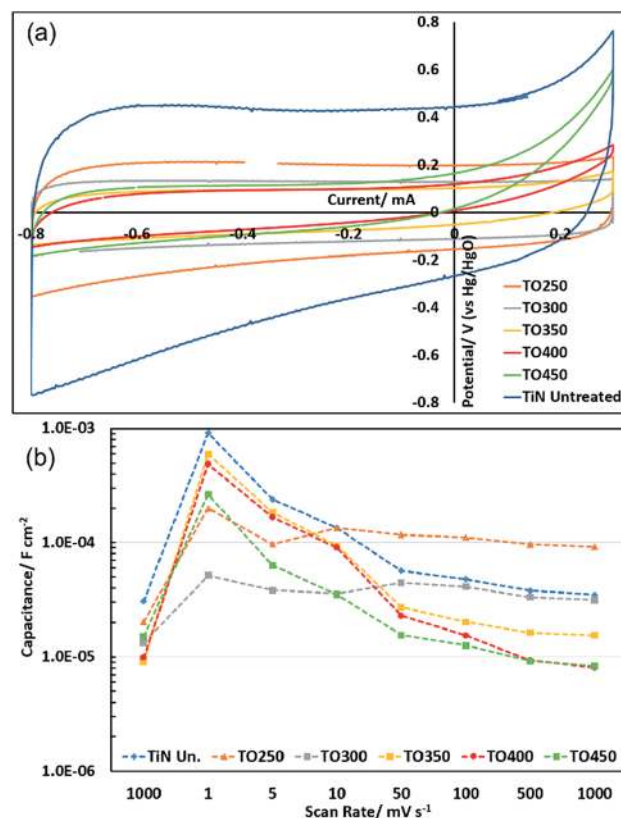 (a)
0.8
0.6
0.4
0.2
0
-0.2
-0.4
-0.6
-0.8
-0.8
-0.6
-0.4
-0.2
0
0.2
Current/ mA
Potential/ V (vs Hg/HgO)
TO250
TO300
TO350
TO400
TO450
TiN Untreated
(b)
1.0E-03
1.0E-04
1.0E-05
1.0E-06
Capacitance/ F cm⁻²
TiN Un. TO250 TO300 TO350 TO400 TO450
1000 1 5 10 50 100 500 1000
Scan Rate/ mV s⁻¹